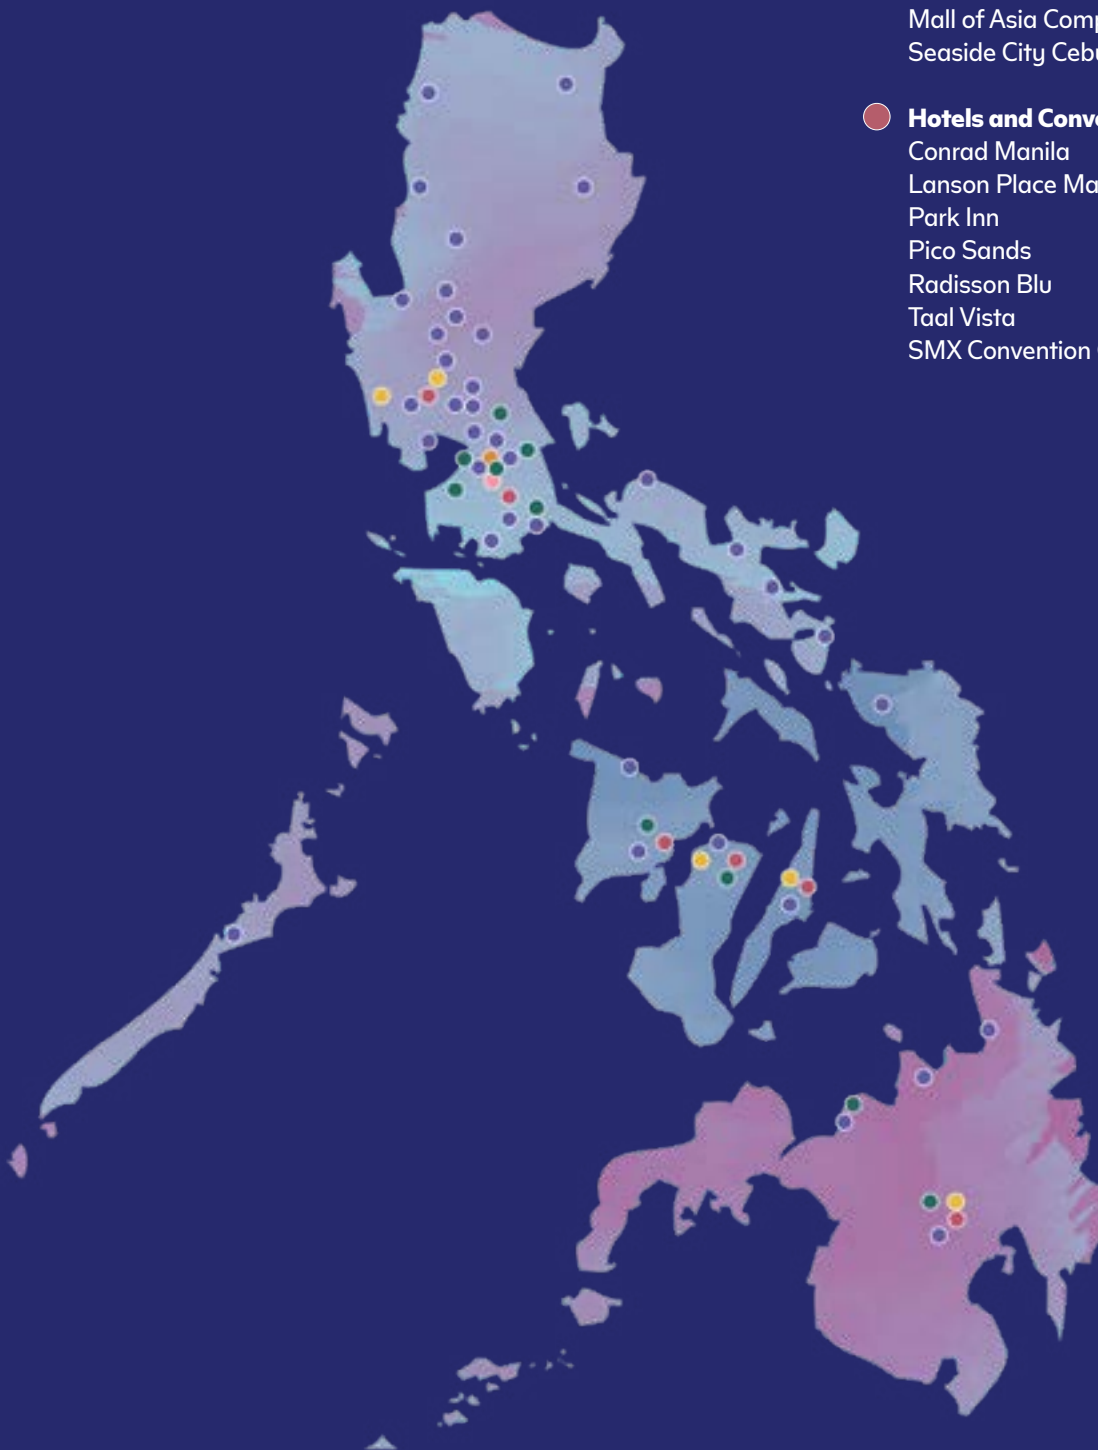 Mall of Asia
Seaside City
Hotels and
Conrad Manila
Lanson Place
Park Inn
Pico Sands
Radisson Blu
Taal Vista
SMX Convention